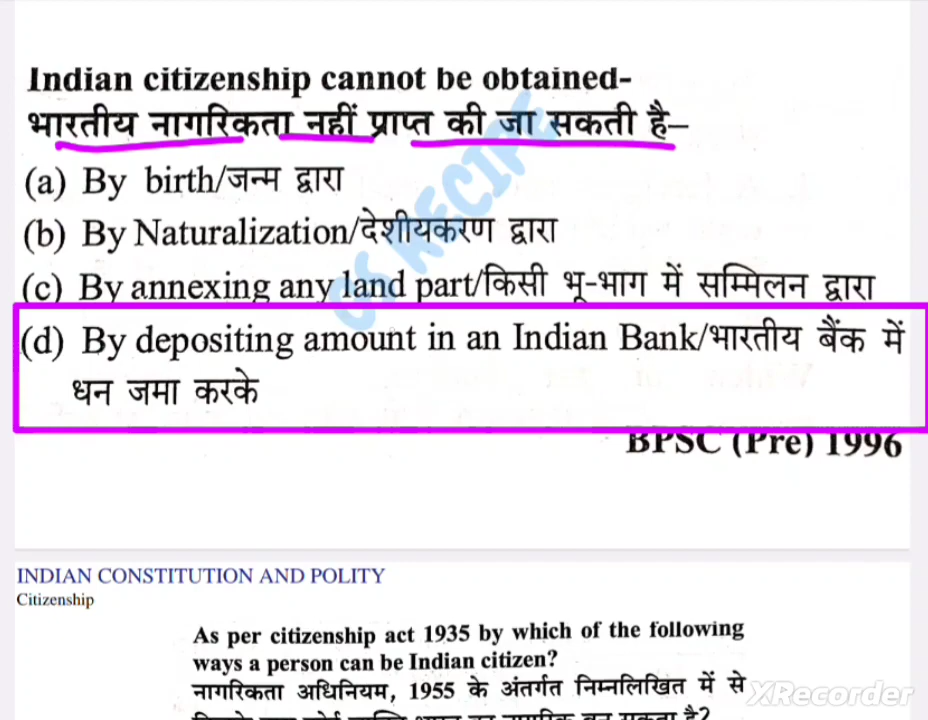 Indian citizenship cannot be obtained-
भारतीय नागरिकता नहीं प्राप्त की जा सकती है–
(a) By birth/जन्म द्वारा
(b) By Naturalization/देशीयकरण द्वारा
(c) By annexing any land part/किसी भू-भाग में सम्मिलन द्वारा
(d) By depositing amount in an Indian Bank/भारतीय बैंक में
धन जमा करके
BPSC (Pre) 1996
GS RECIPE
INDIAN CONSTITUTION AND POLITY
Citizenship
As per citizenship act 1935 by which of the following
ways a person can be Indian citizen?
नागरिकता अधिनियम, 1955 के अंतर्गत निम्नलिखित में से
XRecorder